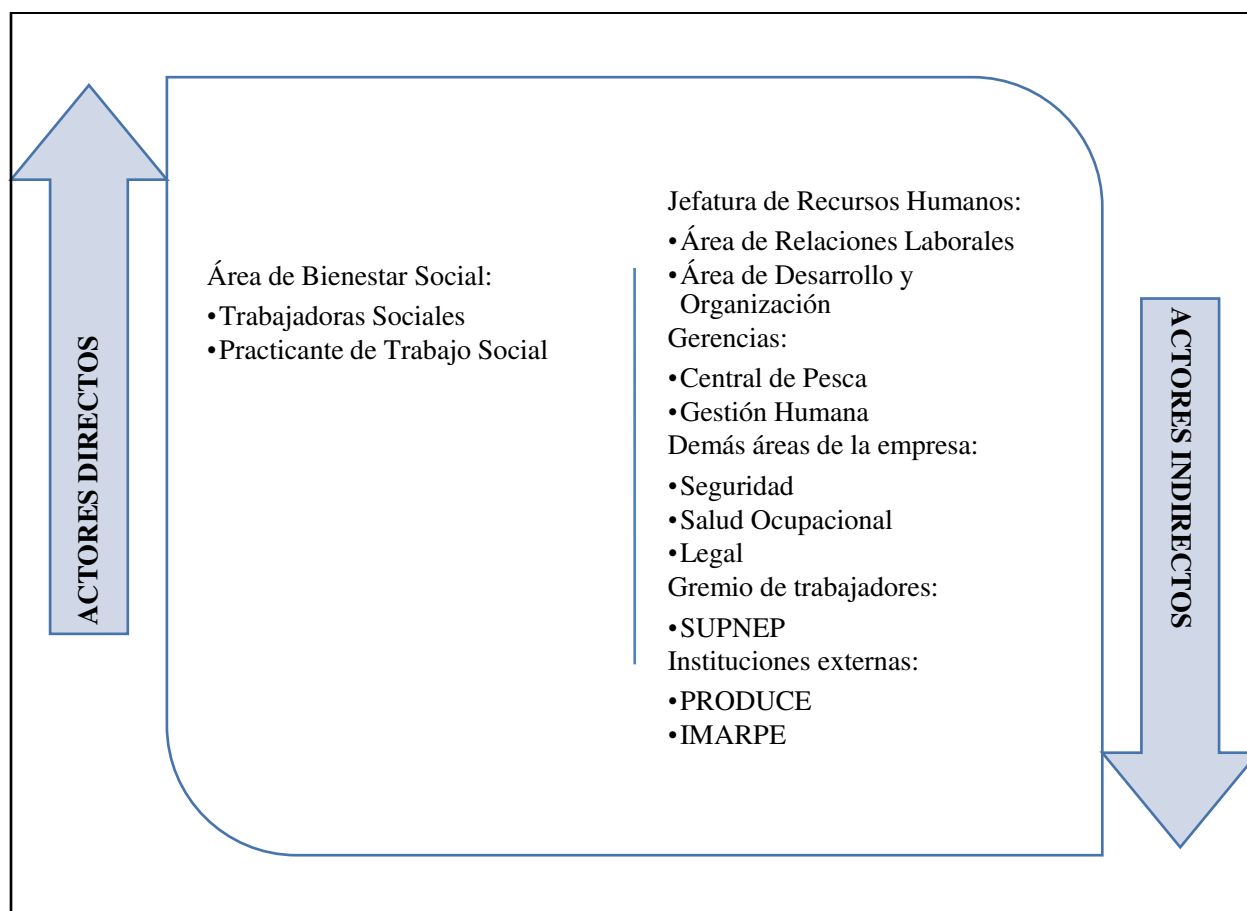 ACTORES DIRECTOS
Área de Bienestar Social:
•Trabajadoras Sociales
•Practicante de Trabajo Social
Jefatura de Recursos Humanos:
•Área de Relaciones Laborales
•Área de Desarrollo y
Organización
Gerencias:
•Central de Pesca
•Gestión Humana
Demás áreas de la empresa:
•Seguridad
•Salud Ocupacional
•Legal
Gremio de trabajadores:
•SUPNEP
Instituciones externas:
•PRODUCE
•IMARPE
ACTORES INDIRECTOS